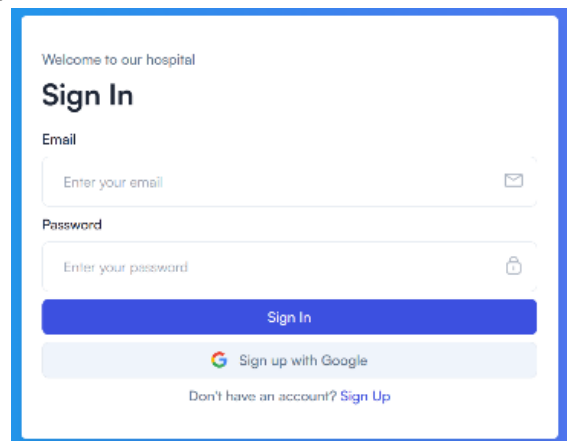 Welcome to our hospital
Sign In
Email
Enter your email
Password
Enter your password
Sign In
Sign up with Google
Don't have an account? Sign Up